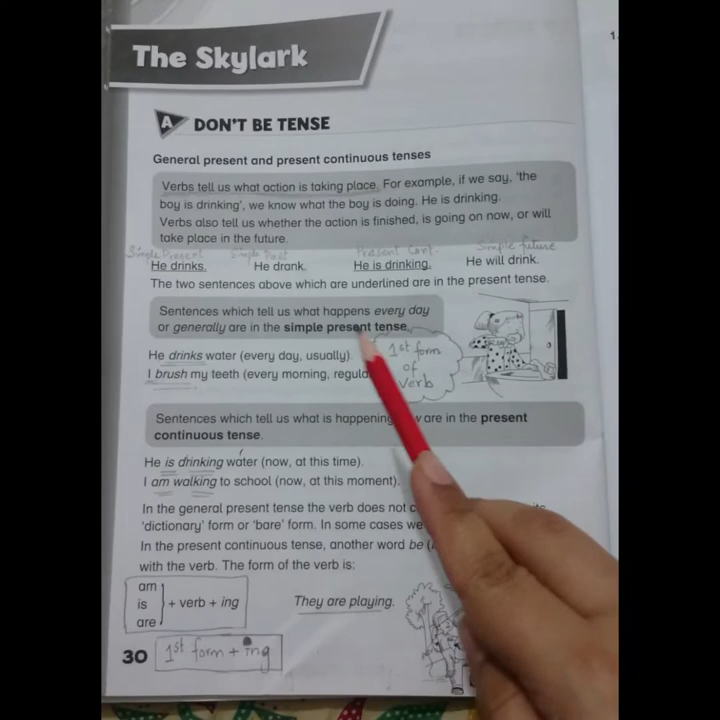 The Skylark
1.
A DON'T BE TENSE
General present and present continuous tenses
Verbs tell us what action is taking place. For example, if we say, 'the
boy is drinking', we know what the boy is doing. He is drinking.
Verbs also tell us whether the action is finished, is going on now, or will
take place in the future.
Simple Present Simple Past Present Cont. Simple future
He drinks. He drank. He is drinking. He will drink.
The two sentences above which are underlined are in the present tense.
Sentences which tell us what happens every day
or generally are in the simple present tense.
He drinks water (every day, usually).
I brush my teeth (every morning,
1st form
of
verb
Sentences which tell us what is happening are in the present
continuous tense.
He is drinking water (now, at this time).
I am walking to school (now, at this moment).
In the general present tense the verb does not
'dictionary' form or 'bare' form. In some cases we
In the present continuous tense, another word be
with the verb. The form of the verb is:
am
is + verb + ing They are playing.
are
30 1st form + ing